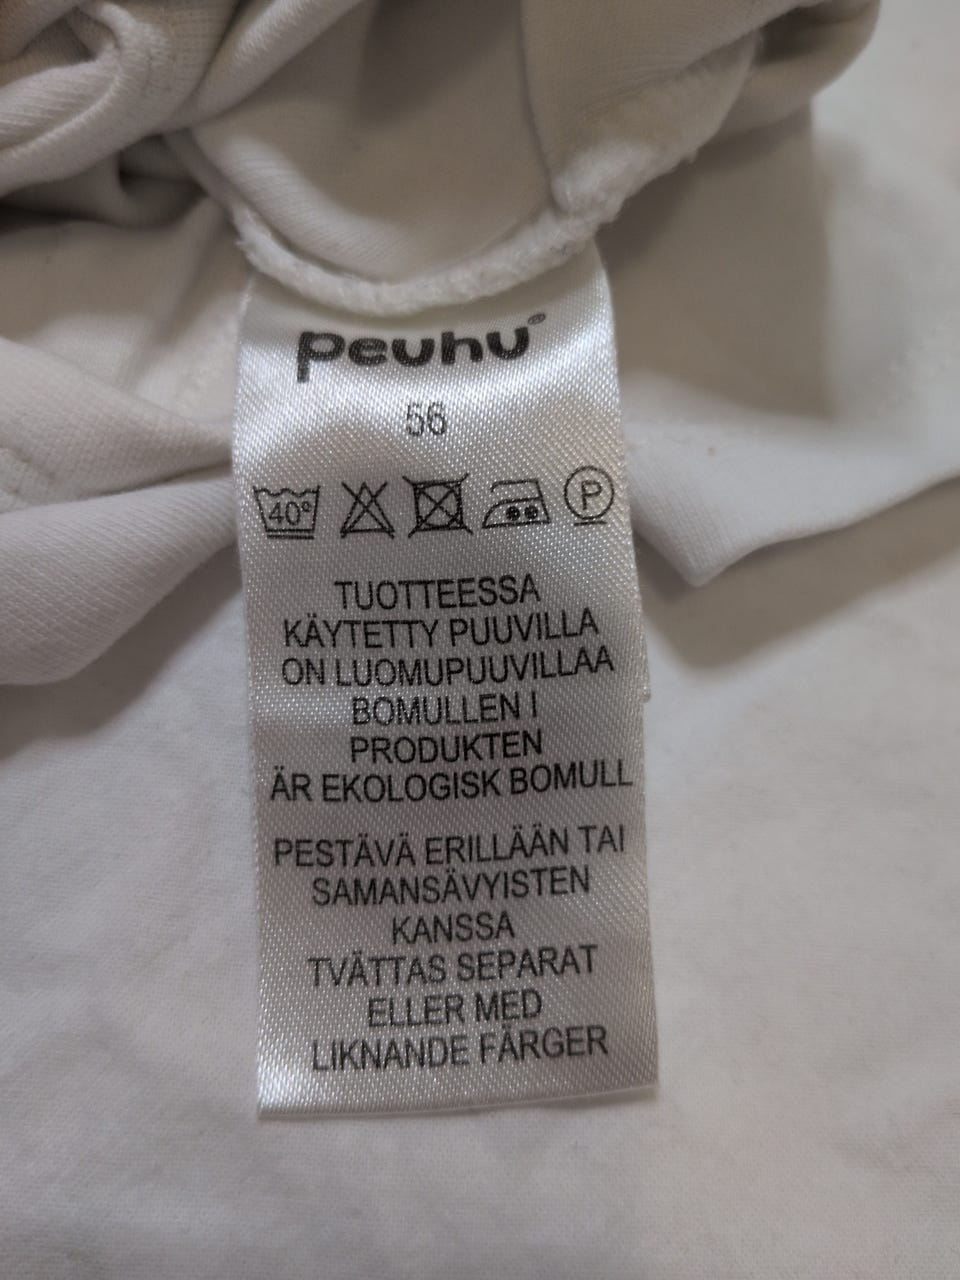 peuhu®
56
40° P
TUOTTEESSA
KÄYTETTY PUUVILLA
ON LUOMUPUUVILLAA
BOMULLEN I
PRODUKTEN
ÄR EKOLOGISK BOMULL
PESTÄVÄ ERILLÄÄN TAI
SAMANSÄVYISTEN
KANSSA
TVÄTTAS SEPARAT
ELLER MED
LIKNANDE FÄRGER